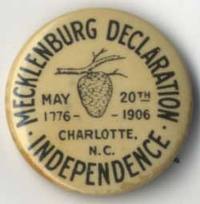 MECKLENBURG DECLARATION
MAY 20TH
1776 - - 1906
CHARLOTTE,
N.C.
· INDEPENDENCE ·